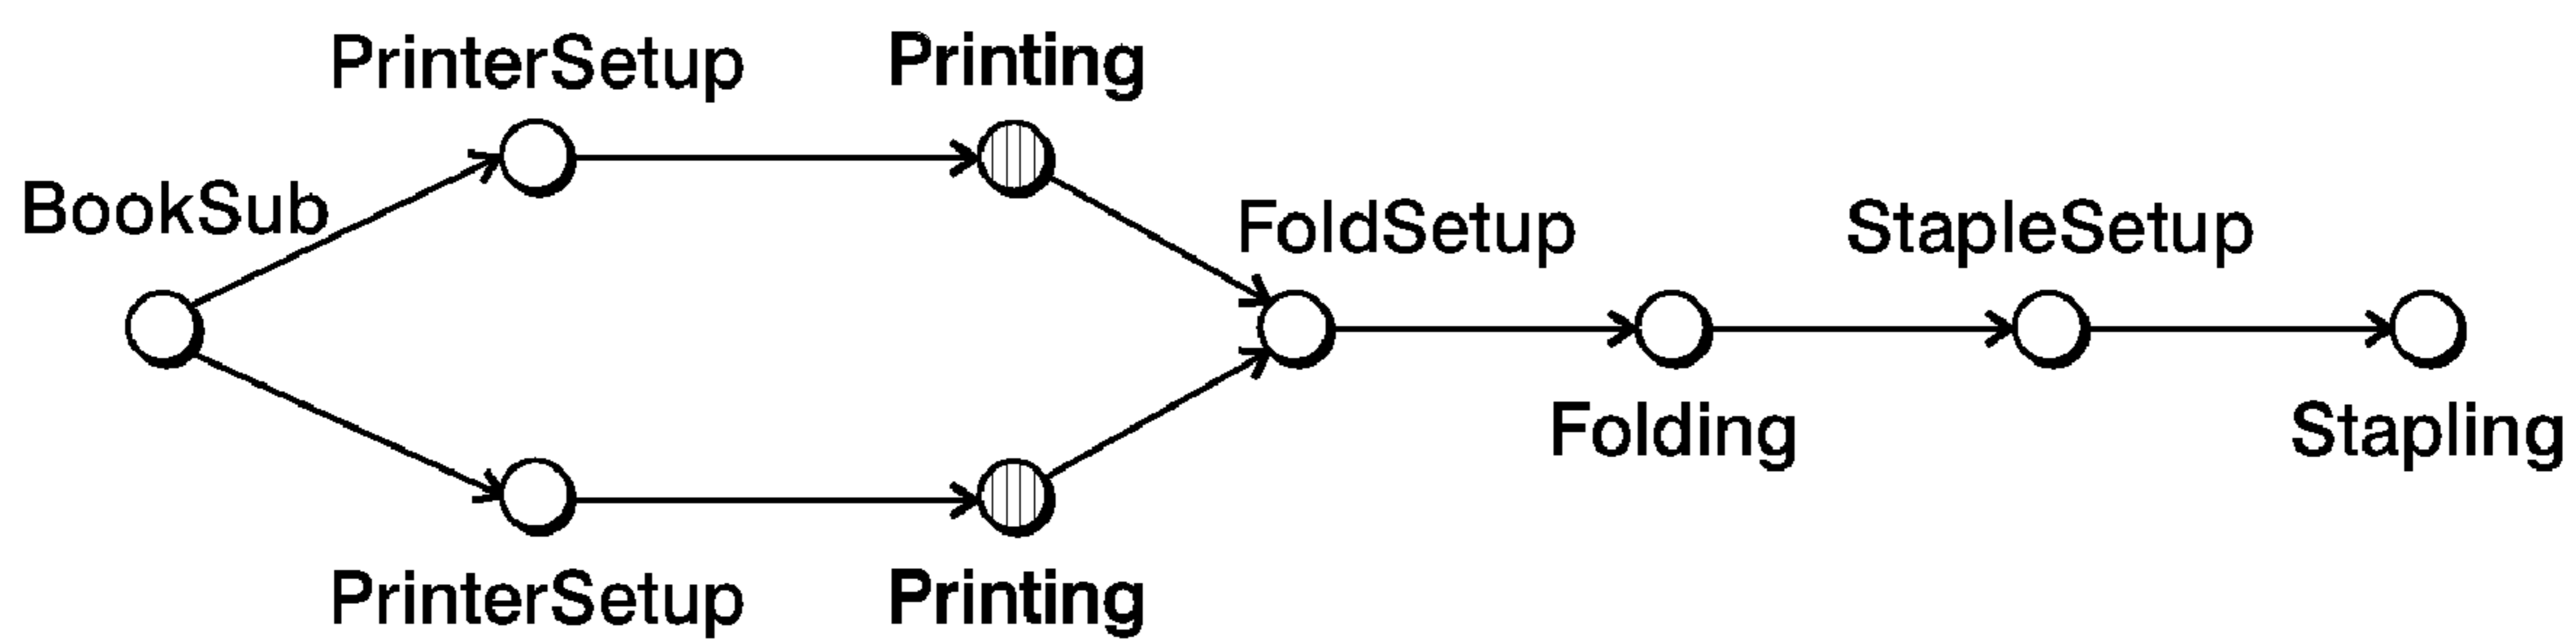 PrinterSetup
Printing
BookSub
FoldSetup
StapleSetup
Folding
Stapling
PrinterSetup
Printing